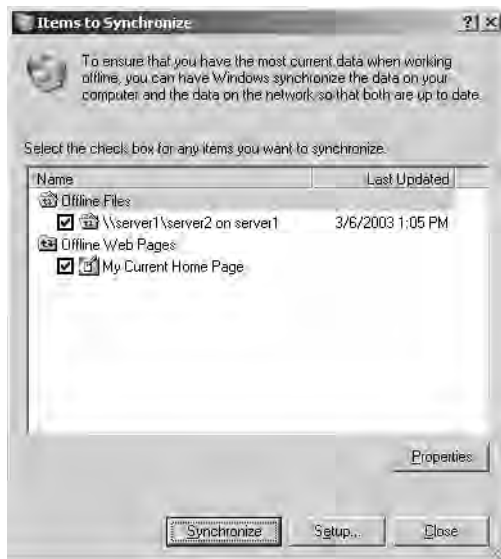 Items to Synchronize
To ensure that you have the most current data when working
offline, you can have Windows synchronize the data on your
computer and the data on the network so that both are up to date.
Select the check box for any items you want to synchronize.
Name Last Updated
Offline Files
\\server1\server2 on server1 3/6/2003 1:05 PM
Offline Web Pages
My Current Home Page
Properties
Synchronize Setup... Close